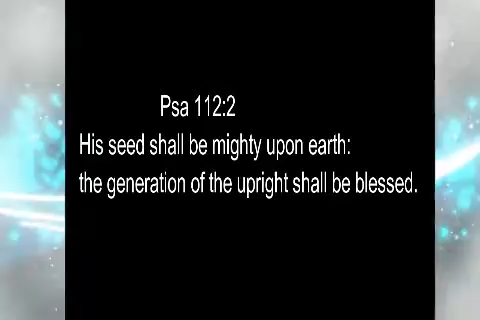 Psa 112:2
His seed shall be mighty upon earth:
the generation of the upright shall be blessed.